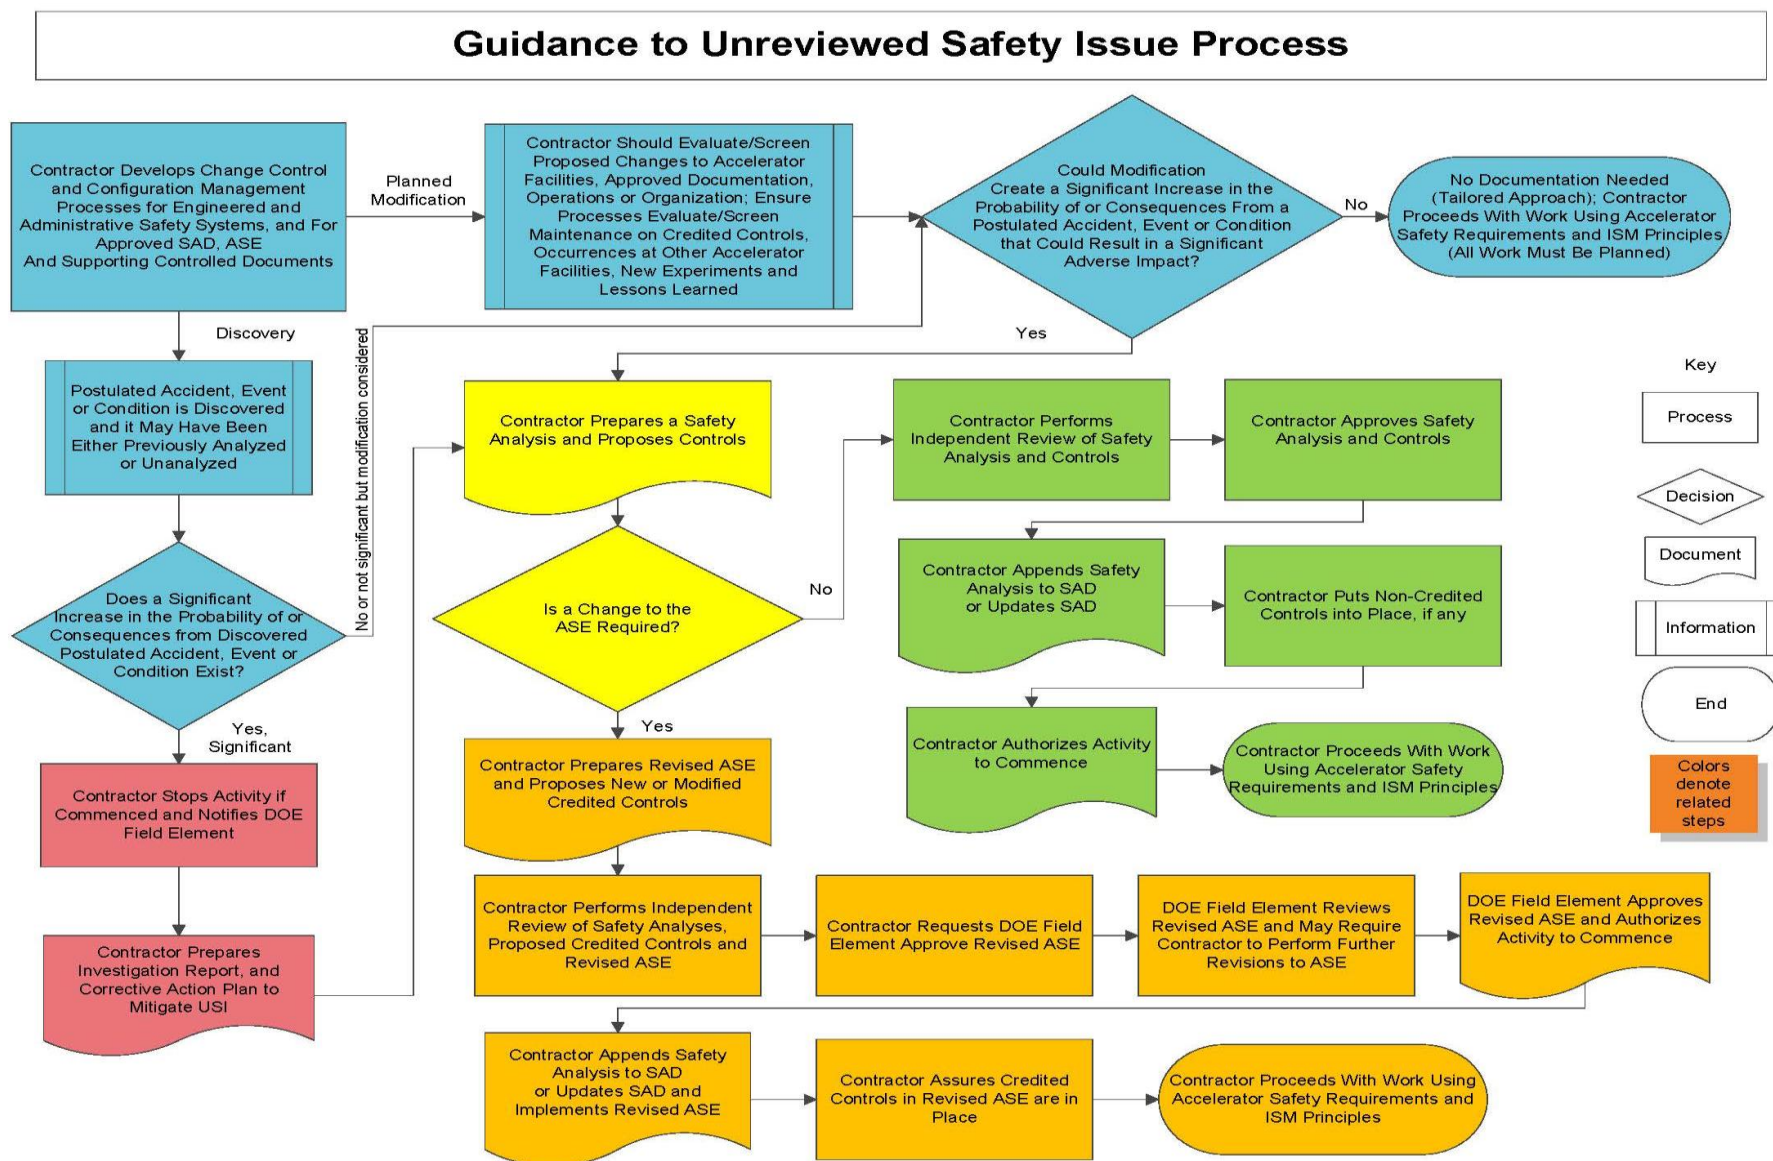 Guidance to Unreviewed Safety Issue Process
Contractor Develops Change Control
and Configuration Management
Processes for Engineered and
Administrative Safety Systems, and For
Approved SAD, ASE
And Supporting Controlled Documents
Planned
Modification
Contractor Should Evaluate/Screen
Proposed Changes to Accelerator
Facilities, Approved Documentation,
Operations or Organization; Ensure
Processes Evaluate/Screen
Maintenance on Credited Controls,
Occurrences at Other Accelerator
Facilities, New Experiments and
Lessons Learned
Could Modification
Create a Significant Increase in the
Probability of or Consequences From a
Postulated Accident, Event or Condition
that Could Result in a Significant
Adverse Impact?
No
No Documentation Needed
(Tailored Approach); Contractor
Proceeds With Work Using Accelerator
Safety Requirements and ISM Principles
(All Work Must Be Planned)
Discovery
Yes
Postulated Accident, Event
or Condition is Discovered
and it May Have Been
Either Previously Analyzed
or Unanalyzed
No or not significant but modification considered
Does a Significant
Increase in the Probability of or
Consequences from Discovered
Postulated Accident, Event or
Condition Exist?
Yes,
Significant
Contractor Stops Activity if
Commenced and Notifies DOE
Field Element
Contractor Prepares
Investigation Report, and
Corrective Action Plan to
Mitigate USI
Contractor Prepares a Safety
Analysis and Proposes Controls
Is a Change to the
ASE Required?
No
Contractor Performs
Independent Review of Safety
Analysis and Controls
Contractor Approves Safety
Analysis and Controls
Contractor Appends Safety
Analysis to SAD
or Updates SAD
Contractor Puts Non-Credited
Controls into Place, if any
Contractor Authorizes Activity
to Commence
Contractor Proceeds With Work
Using Accelerator Safety
Requirements and ISM Principles
Yes
Contractor Prepares Revised ASE
and Proposes New or Modified
Credited Controls
Contractor Performs Independent
Review of Safety Analyses,
Proposed Credited Controls and
Revised ASE
Contractor Requests DOE Field
Element Approve Revised ASE
DOE Field Element Reviews
Revised ASE and May Require
Contractor to Perform Further
Revisions to ASE
DOE Field Element Approves
Revised ASE and Authorizes
Activity to Commence
Contractor Appends Safety
Analysis to SAD
or Updates SAD and
Implements Revised ASE
Contractor Assures Credited
Controls in Revised ASE are in
Place
Contractor Proceeds With Work Using
Accelerator Safety Requirements and
ISM Principles
Key
Process
Decision
Document
Information
End
Colors
denote
related
steps